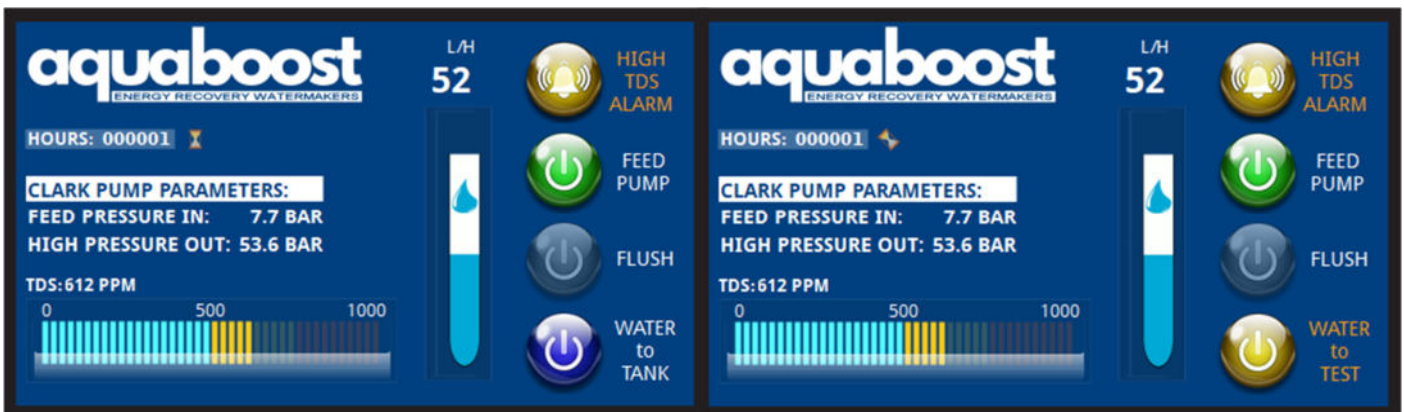 aquaboost
ENERGY RECOVERY WATERMAKERS
HOURS: 000001
CLARK PUMP PARAMETERS:
FEED PRESSURE IN: 7.7 BAR
HIGH PRESSURE OUT: 53.6 BAR
TDS:612 PPM
0 500 1000
L/H
52
HIGH
TDS
ALARM
FEED
PUMP
FLUSH
WATER
to
TANK
aquaboost
ENERGY RECOVERY WATERMAKERS
HOURS: 000001
CLARK PUMP PARAMETERS:
FEED PRESSURE IN: 7.7 BAR
HIGH PRESSURE OUT: 53.6 BAR
TDS:612 PPM
0 500 1000
L/H
52
HIGH
TDS
ALARM
FEED
PUMP
FLUSH
WATER
to
TEST